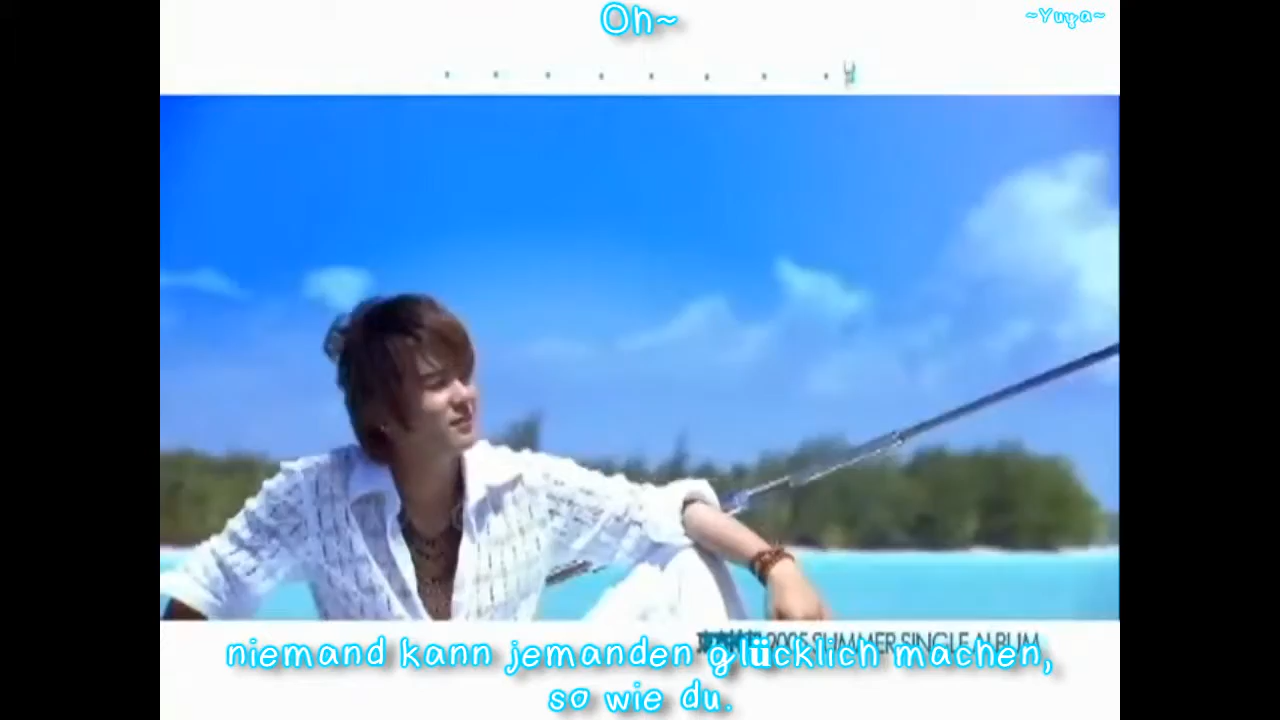 Oh~
~Yuya~
2005 SUMMER SINGLE ALBUM
niemand kann jemanden glücklich machen,
so wie du.